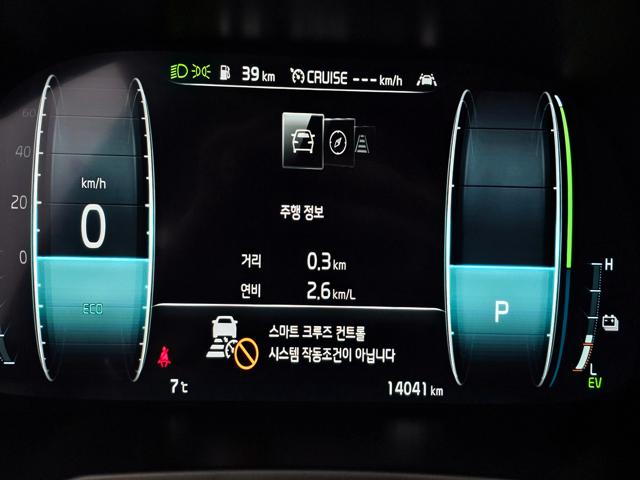 39 km CRUISE ---km/h
60
40
km/h
20
0
0
주행 정보
거리 0.3 km
연비 2.6 km/L
H
ECO
P
스마트 크루즈 컨트롤
시스템 작동조건이 아닙니다
L
EV
7℃
14041 km